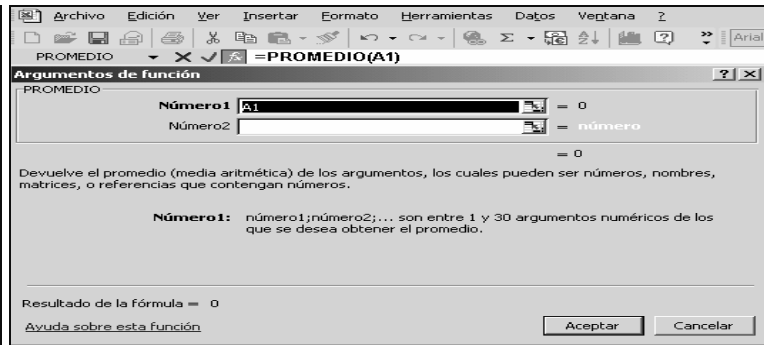 Archivo Edición Ver Insertar Formato Herramientas Datos Ventana ?
Arial
PROMEDIO =PROMEDIO(A1)
Argumentos de función
PROMEDIO
Número1 A1 = 0
Número2 = número
= 0
Devuelve el promedio (media aritmética) de los argumentos, los cuales pueden ser números, nombres,
matrices, o referencias que contengan números.
Número1: número1;número2;... son entre 1 y 30 argumentos numéricos de los
que se desea obtener el promedio.
Resultado de la fórmula = 0
Ayuda sobre esta función Aceptar Cancelar